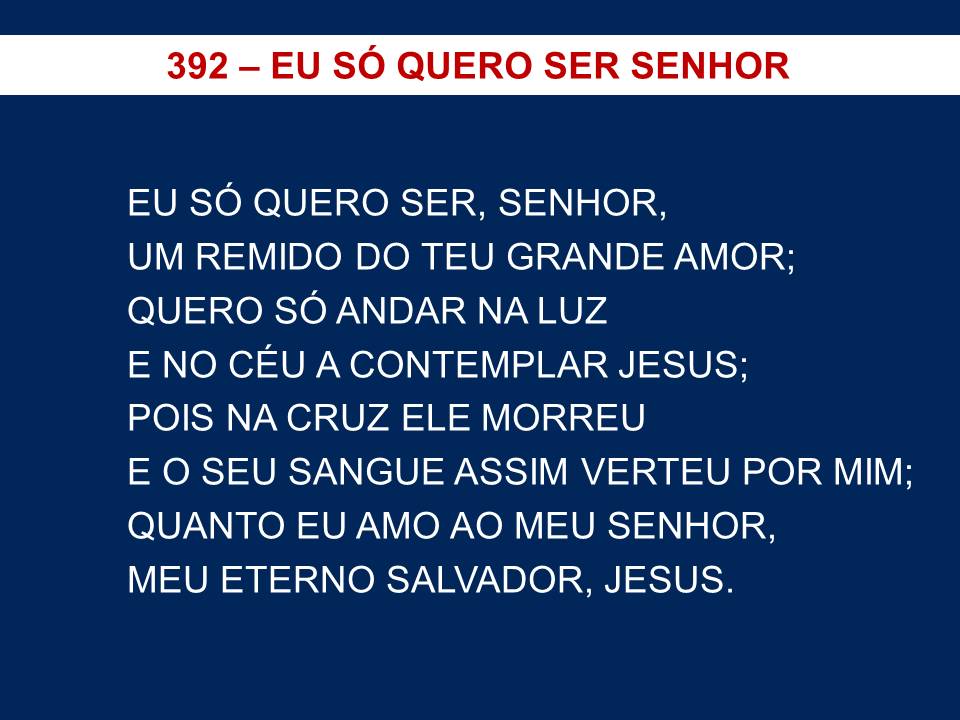 392 – EU SÓ QUERO SER SENHOR
EU SÓ QUERO SER, SENHOR,
UM REMIDO DO TEU GRANDE AMOR;
QUERO SÓ ANDAR NA LUZ
E NO CÉU A CONTEMPLAR JESUS;
POIS NA CRUZ ELE MORREU
E O SEU SANGUE ASSIM VERTEU POR MIM;
QUANTO EU AMO AO MEU SENHOR,
MEU ETERNO SALVADOR, JESUS.